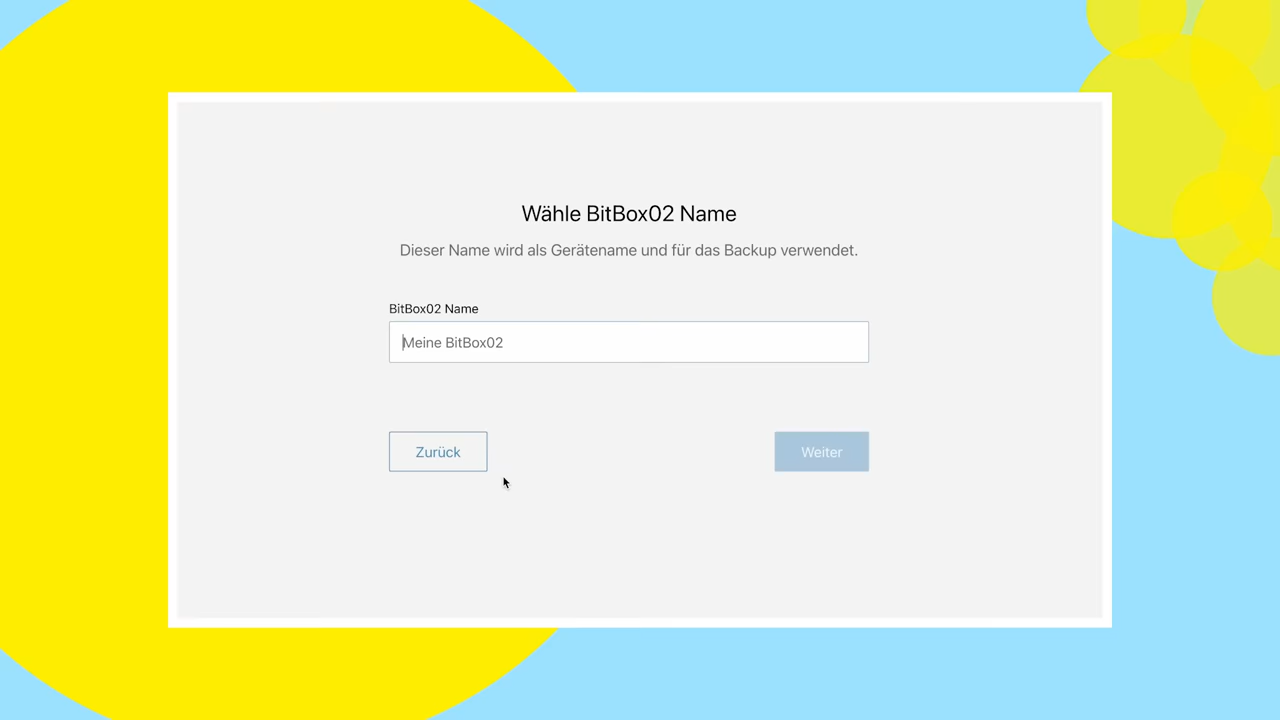 Wähle BitBox02 Name
Dieser Name wird als Gerätename und für das Backup verwendet.
BitBox02 Name
Meine BitBox02
Zurück
Weiter